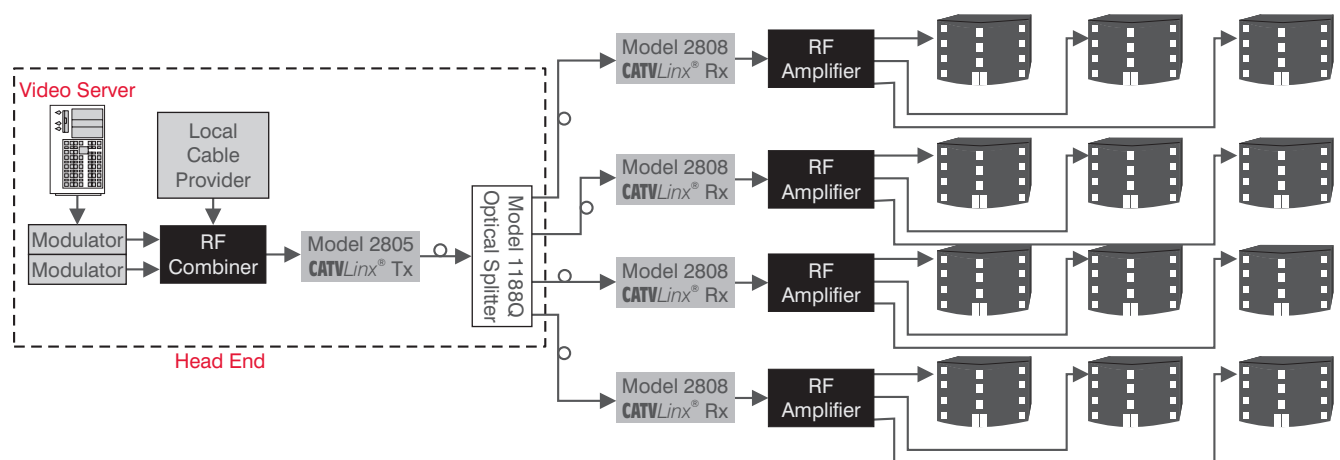 Video Server
Local
Cable
Provider
Modulator
Modulator
RF
Combiner
Model 2805
CATVLinx® Tx
Model 1188Q
Optical Splitter
Head End
Model 2808
CATVLinx® Rx
RF
Amplifier
Model 2808
CATVLinx® Rx
RF
Amplifier
Model 2808
CATVLinx® Rx
RF
Amplifier
Model 2808
CATVLinx® Rx
RF
Amplifier